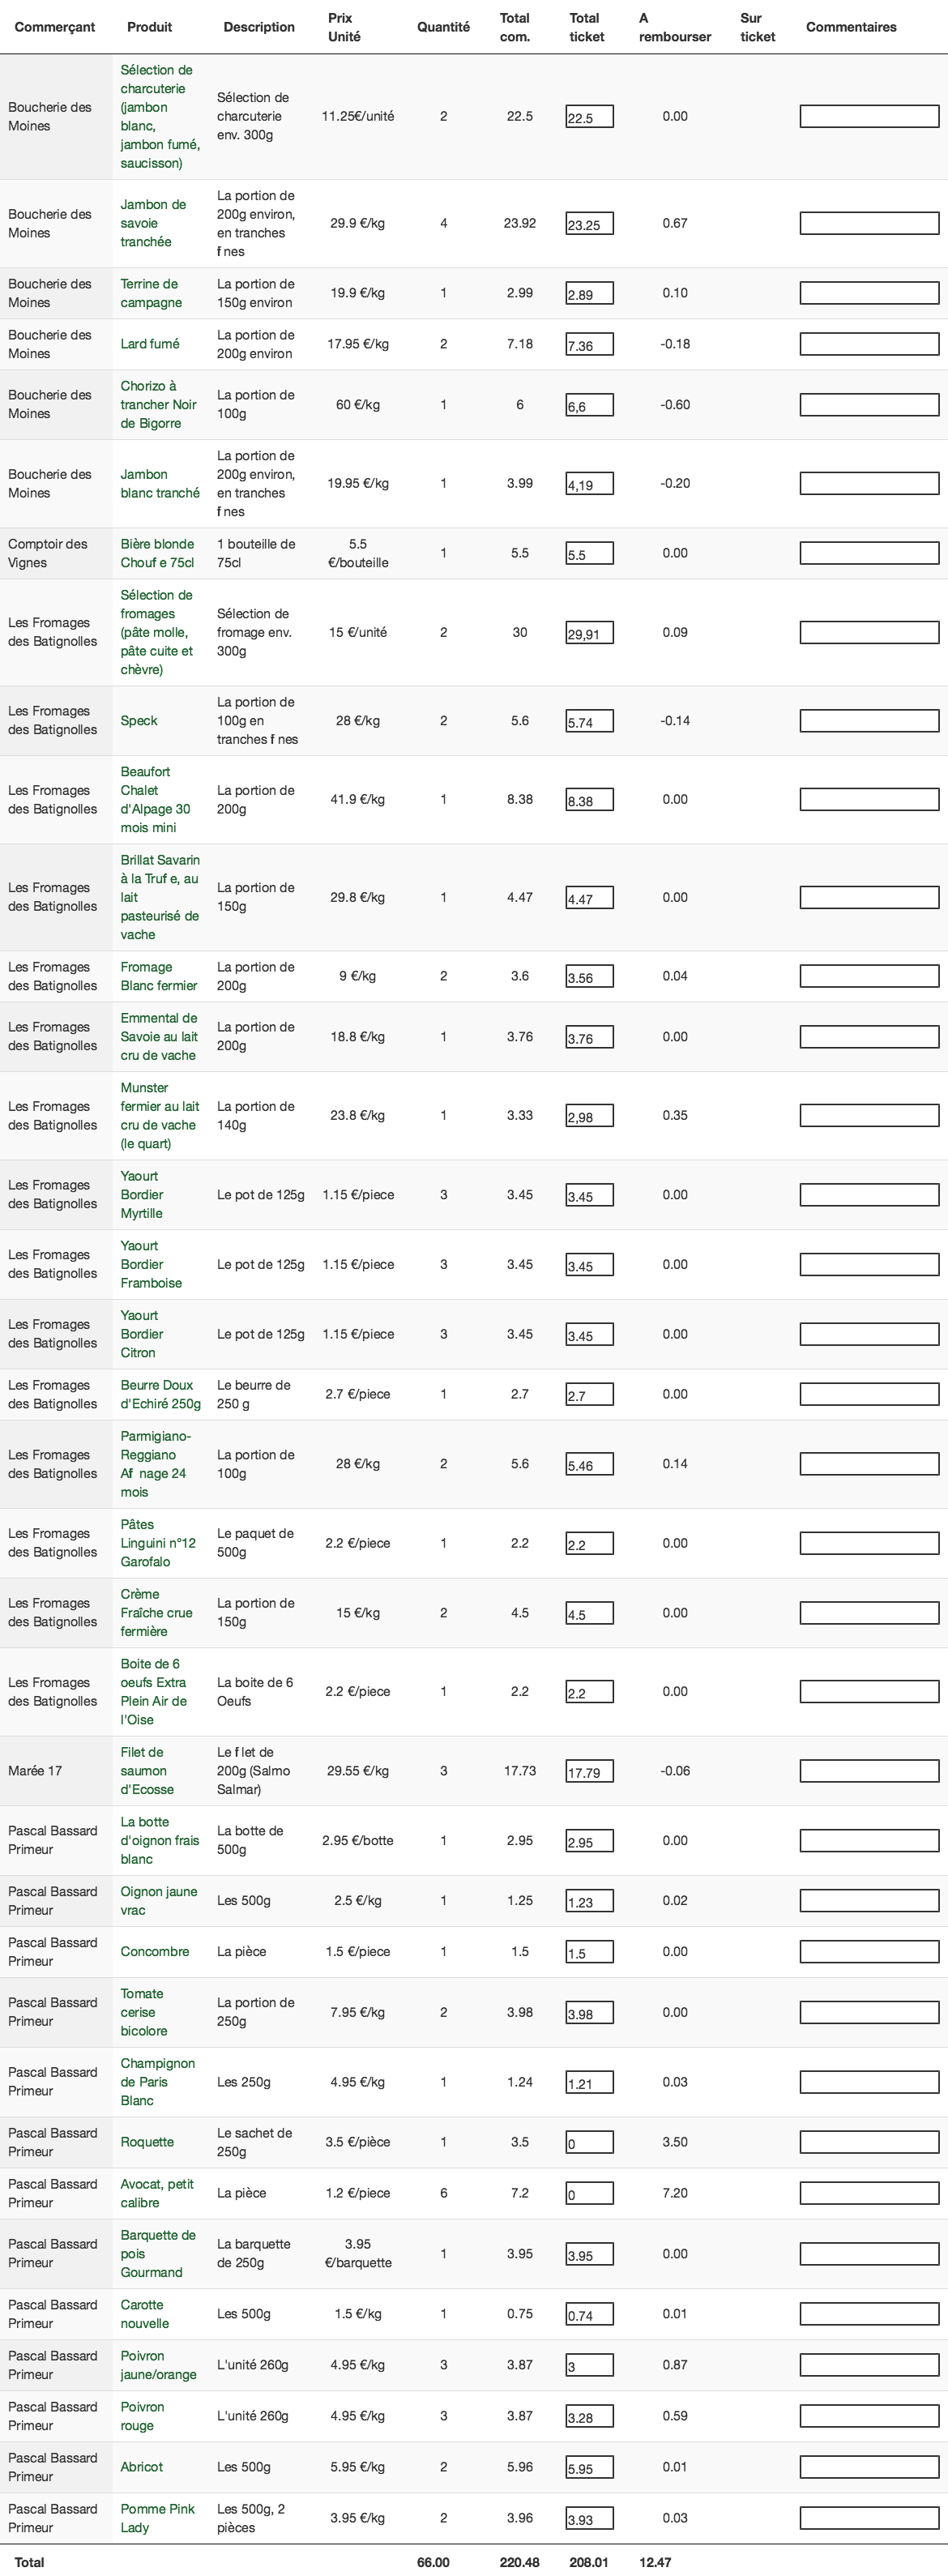 Commerçant Produit Description Prix Unité Quantité Total com. Total ticket A rembourser Sur ticket Commentaires
Boucherie des Moines Sélection de charcuterie (jambon blanc, jambon fumé, saucisson) Sélection de charcuterie env. 300g 11.25€/unité 2 22.5 22.5 0.00
Boucherie des Moines Jambon de savoie tranchée La portion de 200g environ, en tranches f nes 29.9 €/kg 4 23.92 23.25 0.67
Boucherie des Moines Terrine de campagne La portion de 150g environ 19.9 €/kg 1 2.99 2.89 0.10
Boucherie des Moines Lard fumé La portion de 200g environ 17.95 €/kg 2 7.18 7.36 -0.18
Boucherie des Moines Chorizo à trancher Noir de Bigorre La portion de 100g 60 €/kg 1 6 6,6 -0.60
Boucherie des Moines Jambon blanc tranché La portion de 200g environ, en tranches f nes 19.95 €/kg 1 3.99 4,19 -0.20
Comptoir des Vignes Bière blonde Chouf e 75cl 1 bouteille de 75cl 5.5 €/bouteille 1 5.5 5.5 0.00
Les Fromages des Batignolles Sélection de fromages (pâte molle, pâte cuite et chèvre) Sélection de fromage env. 300g 15 €/unité 2 30 29,91 0.09
Les Fromages des Batignolles Speck La portion de 100g en tranches f nes 28 €/kg 2 5.6 5.74 -0.14
Les Fromages des Batignolles Beaufort Chalet d'Alpage 30 mois mini La portion de 200g 41.9 €/kg 1 8.38 8.38 0.00
Les Fromages des Batignolles Brillat Savarin à la Truf e, au lait pasteurisé de vache La portion de 150g 29.8 €/kg 1 4.47 4.47 0.00
Les Fromages des Batignolles Fromage Blanc fermier La portion de 200g 9 €/kg 2 3.6 3.56 0.04
Les Fromages des Batignolles Emmental de Savoie au lait cru de vache La portion de 200g 18.8 €/kg 1 3.76 3.76 0.00
Les Fromages des Batignolles Munster fermier au lait cru de vache (le quart) La portion de 140g 23.8 €/kg 1 3.33 2,98 0.35
Les Fromages des Batignolles Yaourt Bordier Myrtille Le pot de 125g 1.15 €/piece 3 3.45 3.45 0.00
Les Fromages des Batignolles Yaourt Bordier Framboise Le pot de 125g 1.15 €/piece 3 3.45 3.45 0.00
Les Fromages des Batignolles Yaourt Bordier Citron Le pot de 125g 1.15 €/piece 3 3.45 3.45 0.00
Les Fromages des Batignolles Beurre Doux d'Echiré 250g Le beurre de 250 g 2.7 €/piece 1 2.7 2.7 0.00
Les Fromages des Batignolles Parmigiano-Reggiano Af nage 24 mois La portion de 100g 28 €/kg 2 5.6 5.46 0.14
Les Fromages des Batignolles Pâtes Linguini n°12 Garofalo Le paquet de 500g 2.2 €/piece 1 2.2 2.2 0.00
Les Fromages des Batignolles Crème Fraîche crue fermière La portion de 150g 15 €/kg 2 4.5 4.5 0.00
Les Fromages des Batignolles Boite de 6 oeufs Extra Plein Air de l'Oise La boite de 6 Oeufs 2.2 €/piece 1 2.2 2.2 0.00
Marée 17 Filet de saumon d'Ecosse Le f let de 200g (Salmo Salmar) 29.55 €/kg 3 17.73 17.79 -0.06
Pascal Bassard Primeur La botte d'oignon frais blanc La botte de 500g 2.95 €/botte 1 2.95 2.95 0.00
Pascal Bassard Primeur Oignon jaune vrac Les 500g 2.5 €/kg 1 1.25 1.23 0.02
Pascal Bassard Primeur Concombre La pièce 1.5 €/piece 1 1.5 1.5 0.00
Pascal Bassard Primeur Tomate cerise bicolore La portion de 250g 7.95 €/kg 2 3.98 3.98 0.00
Pascal Bassard Primeur Champignon de Paris Blanc Les 250g 4.95 €/kg 1 1.24 1.21 0.03
Pascal Bassard Primeur Roquette Le sachet de 250g 3.5 €/pièce 1 3.5 0 3.50
Pascal Bassard Primeur Avocat, petit calibre La pièce 1.2 €/piece 6 7.2 0 7.20
Pascal Bassard Primeur Barquette de pois Gourmand La barquette de 250g 3.95 €/barquette 1 3.95 3.95 0.00
Pascal Bassard Primeur Carotte nouvelle Les 500g 1.5 €/kg 1 0.75 0.74 0.01
Pascal Bassard Primeur Poivron jaune/orange L'unité 260g 4.95 €/kg 3 3.87 3 0.87
Pascal Bassard Primeur Poivron rouge L'unité 260g 4.95 €/kg 3 3.87 3.28 0.59
Pascal Bassard Primeur Abricot Les 500g 5.95 €/kg 2 5.96 5.95 0.01
Pascal Bassard Primeur Pomme Pink Lady Les 500g, 2 pièces 3.95 €/kg 2 3.96 3.93 0.03
Total 66.00 220.48 208.01 12.47